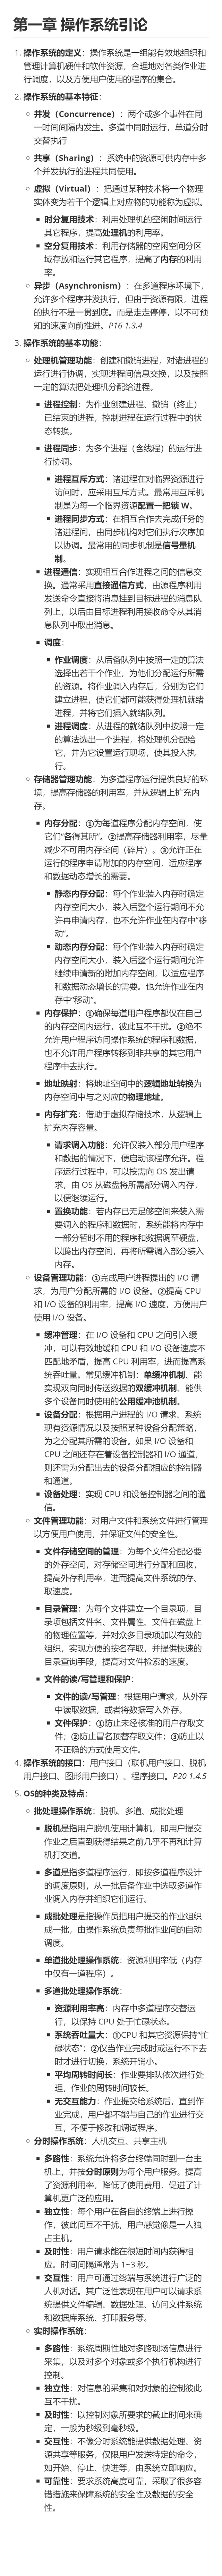 第一章 操作系统引论
1. 操作系统的定义：操作系统是一组能有效地组织和
管理计算机硬件和软件资源，合理地对各类作业进
行调度，以及方便用户使用的程序的集合。
2. 操作系统的基本特征：
并发（Concurrence）：两个或多个事件在同
一时间间隔内发生。多道中同时运行，单道分时
交替执行
共享（Sharing）：系统中的资源可供内存中多
个并发执行的进程共同使用。
虚拟（Virtual）：把通过某种技术将一个物理
实体变为若干个逻辑上对应物的功能称为虚拟。
时分复用技术：利用处理机的空闲时间运行
其它程序，提高处理机的利用率。
空分复用技术：利用存储器的空闲空间分区
域存放和运行其它程序，提高了内存的利用
率。
异步（Asynchronism）：在多道程序环境下，
允许多个程序并发执行，但由于资源有限，进程
的执行不是一贯到底。而是走走停停，以不可预
知的速度向前推进。P16 1.3.4
3. 操作系统的基本功能：
处理机管理功能：创建和撤销进程，对诸进程的
运行进行协调，实现进程间信息交换，以及按照
一定的算法把处理机分配给进程。
进程控制：为作业创建进程、撤销（终止）
已结束的进程，控制进程在运行过程中的状
态转换。
进程同步：为多个进程（含线程）的运行进
行协调。
进程互斥方式：诸进程在对临界资源进行
访问时，应采用互斥方式。最常用互斥机
制是为每一个临界资源配置一把锁 W。
进程同步方式：在相互合作去完成任务的
诸进程间，由同步机构对它们执行次序加
以协调。最常用的同步机制是信号量机
制。
进程通信：实现相互合作进程之间的信息交
换。通常采用直接通信方式，由源程序利用
发送命令直接将消息挂到目标进程的消息队
列上，以后由目标进程利用接收命令从其消
息队列中取出消息。
调度：
作业调度：从后备队列中按照一定的算法
选择出若干个作业，为他们分配运行所需
的资源。将作业调入内存后，分别为它们
建立进程，使它们都可能获得处理机就绪
进程，并将它们插入就绪队列。
进程调度：从进程的就绪队列中按照一定
的算法选出一个进程，将处理机分配给
它，并为它设置运行现场，使其投入执
行。
存储器管理功能：为多道程序运行提供良好的环
境，提高存储器的利用率，并从逻辑上扩充内
存。
内存分配：①为每道程序分配内存空间，使
它们“各得其所”。②提高存储器利用率，尽量
减少不可用内存空间（碎片）。③允许正在
运行的程序申请附加的内存空间，适应程序
和数据动态增长的需要。
静态内存分配：每个作业装入内存时确定
内存空间大小，装入后整个运行期间不允
许再申请内存，也不允许作业在内存中“移
动”。
动态内存分配：每个作业装入内存时确定
内存空间大小，装入后整个运行期间允许
继续申请新的附加内存空间，以适应程序
和数据动态增长的需要。也允许作业在内
存中“移动”。
内存保护：①确保每道用户程序都仅在自己
的内存空间内运行，彼此互不干扰。②绝不
允许用户程序访问操作系统的程序和数据，
也不允许用户程序转移到非共享的其它用户
程序中去执行。
地址映射：将地址空间中的逻辑地址转换为
内存空间中与之对应的物理地址。
内存扩充：借助于虚拟存储技术，从逻辑上
扩充内存容量。
请求调入功能：允许仅装入部分用户程序
和数据的情况下，便启动该程序允许。程
序运行过程中，可以按需向 OS 发出请
求，由 OS 从磁盘将所需部分调入内存，
以便继续运行。
置换功能：若内存已无足够空间来装入需
要调入的程序和数据时，系统能将内存中
一部分暂时不用的程序和数据调至硬盘，
以腾出内存空间，再将所需调入部分装入
内存。
设备管理功能：①完成用户进程提出的 I/O 请
求，为用户分配所需的 I/O 设备。②提高 CPU
和 I/O 设备的利用率，提高 I/O 速度，方便用户
使用 I/O 设备。
缓冲管理：在 I/O 设备和 CPU 之间引入缓
冲，可以有效地缓和 CPU 和 I/O 设备速度不
匹配地矛盾，提高 CPU 利用率，进而提高系
统吞吐量。常见缓冲机制：单缓冲机制、能
实现双向同时传送数据的双缓冲机制、能供
多个设备同时使用的公用缓冲池机制。
设备分配：根据用户进程的 I/O 请求、系统
现有资源情况以及按照某种设备分配策略，
为之分配其所需的设备。如果 I/O 设备和
CPU 之间还存在着设备控制器和 I/O 通道，
则还需为分配出去的设备分配相应的控制器
和通道。
设备处理：实现 CPU 和设备控制器之间的通
信。
文件管理功能：对用户文件和系统文件进行管理
以方便用户使用，并保证文件的安全性。
文件存储空间的管理：为每个文件分配必要
的外存空间，对存储空间进行分配和回收，
提高外存利用率，进而提高文件系统的存、
取速度。
目录管理：为每个文件建立一个目录项，目
录项包括文件名、文件属性、文件在磁盘上
的物理位置等，并对众多目录项加以有效的
组织，实现方便的按名存取，并提供快速的
目录查询手段，提高对文件检索的速度。
文件的读/写管理和保护：
文件的读/写管理：根据用户请求，从外存
中读取数据，或者将数据写入外存。
文件保护：①防止未经核准的用户存取文
件；②防止冒名顶替存取文件；③防止以
不正确的方式使用文件。
4. 操作系统的接口：用户接口（联机用户接口、脱机
用户接口、图形用户接口）、程序接口。P20 1.4.5
5. OS的种类及特点：
批处理操作系统：脱机、多道、成批处理
脱机是指用户脱机使用计算机，即用户提交
作业之后直到获得结果之前几乎不再和计算
机打交道。
多道是指多道程序运行，即按多道程序设计
的调度原则，从一批后备作业中选取多道作
业调入内存并组织它们运行。
成批处理是指操作员把用户提交的作业组织
成一批，由操作系统负责每批作业间的自动
调度。
单道批处理操作系统：资源利用率低（内存
中仅有一道程序）。
多道批处理操作系统：
资源利用率高：内存中多道程序交替运
行，以保持 CPU 处于忙碌状态。
系统吞吐量大：①CPU 和其它资源保持“忙
碌状态”；②仅当作业完成时或运行不下去
时才进行切换，系统开销小。
平均周转时间长：作业要排队依次进行处
理，作业的周转时间较长。
无交互能力：作业提交给系统后，直到作
业完成，用户都不能与自己的作业进行交
互，不便于修改和调试程序。
分时操作系统：人机交互、共享主机
多路性：系统允许将多台终端同时到一台主
机上，并按分时原则为每个用户服务。提高
了资源利用率，降低了使用费用，促进了计
算机更广泛的应用。
独立性：每个用户在各自的终端上进行操
作，彼此间互不干扰，用户感觉像是一人独
占主机。
及时性：用户请求能在很短时间内获得相
应。时间间隔通常为 1~3 秒。
交互性：用户可通过终端与系统进行广泛的
人机对话。其广泛性表现在用户可以请求系
统提供文件编辑、数据处理、访问文件系统
和数据库系统、打印服务等。
实时操作系统：
多路性：系统周期性地对多路现场信息进行
采集，以及对多个对象或多个执行机构进行
控制。
独立性：对信息的采集和对对象的控制彼此
互不干扰。
及时性：以控制对象所要求的截止时间来确
定，一般为秒级到毫秒级。
交互性：不像分时系统能提供数据处理、资
源共享等服务，仅限用户发送特定的命令，
如开始、停止、快进等，由系统立即响应。
可靠性：要求系统高度可靠，采取了很多容
错措施来保障系统的安全性及数据的安全
性。